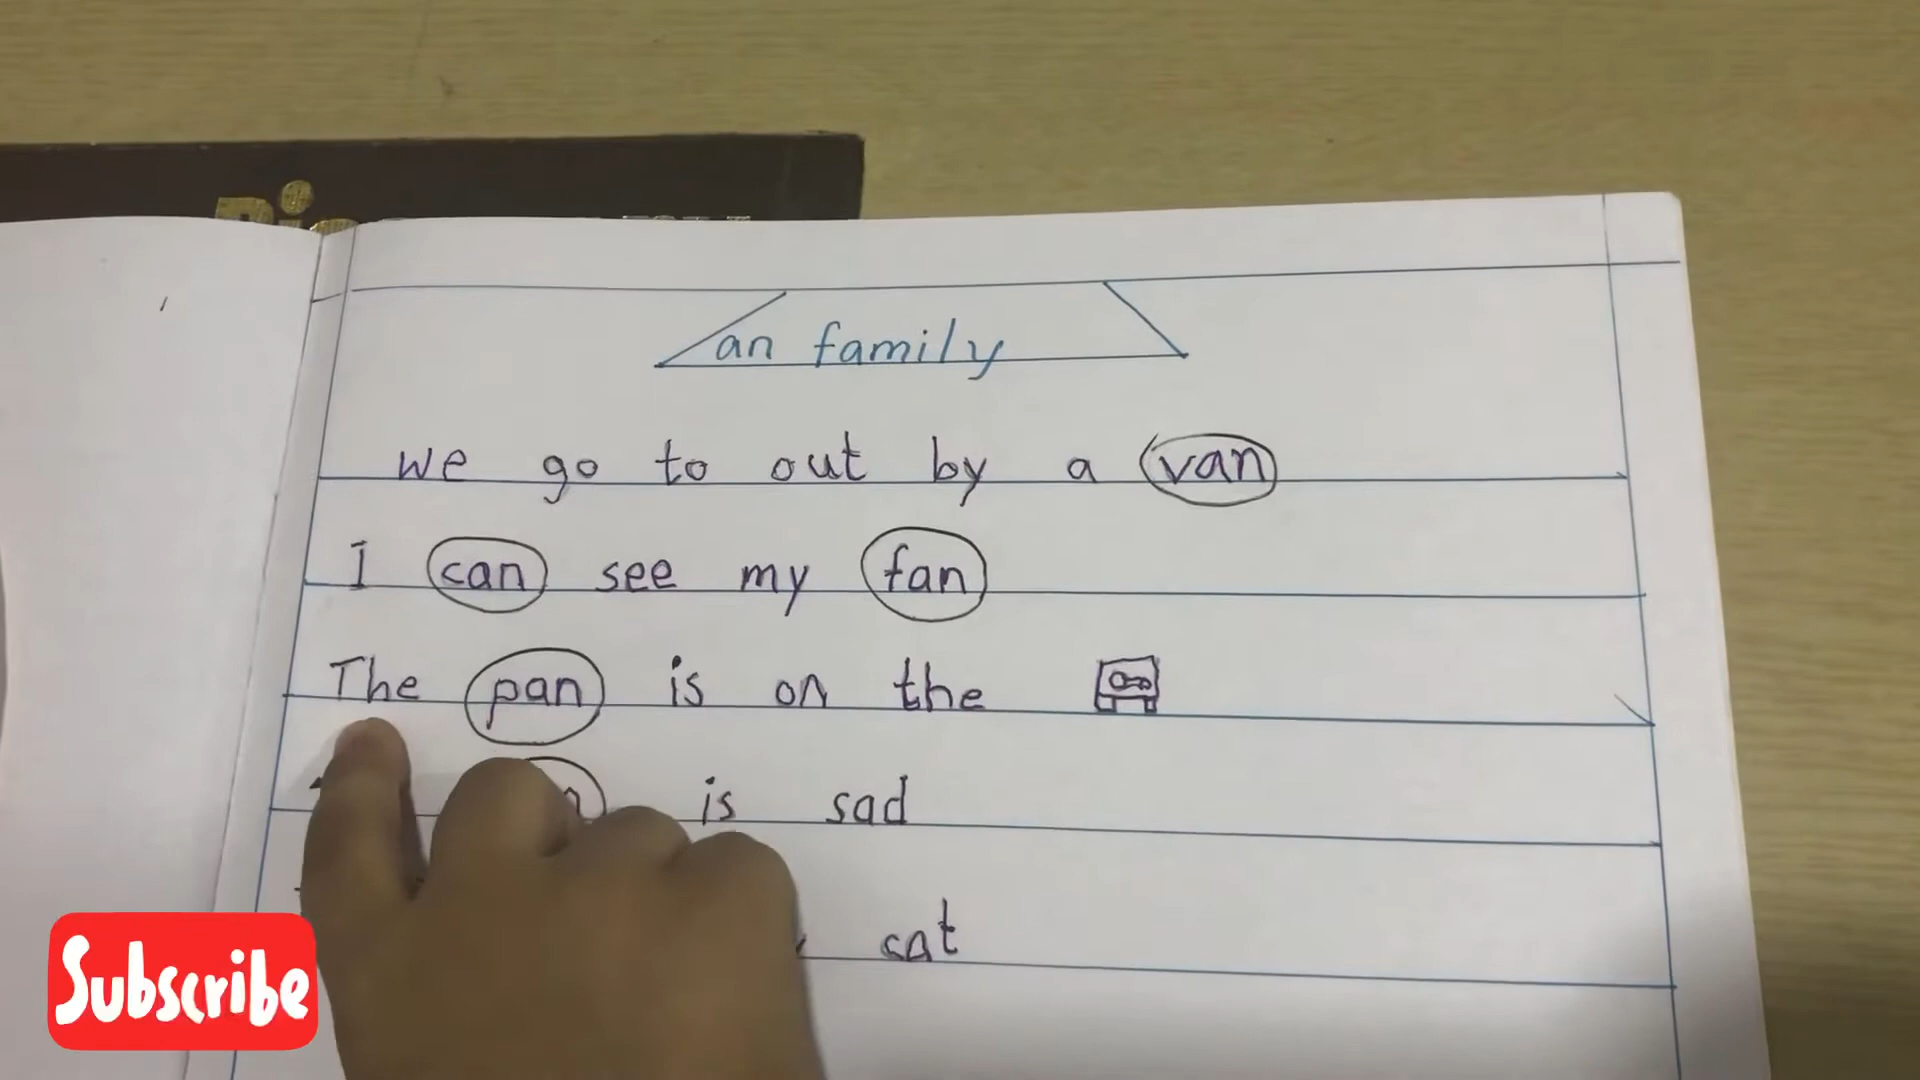 an family
we go to out by a van
I can see my fan
The pan is on the
is sad
cat
Subscribe